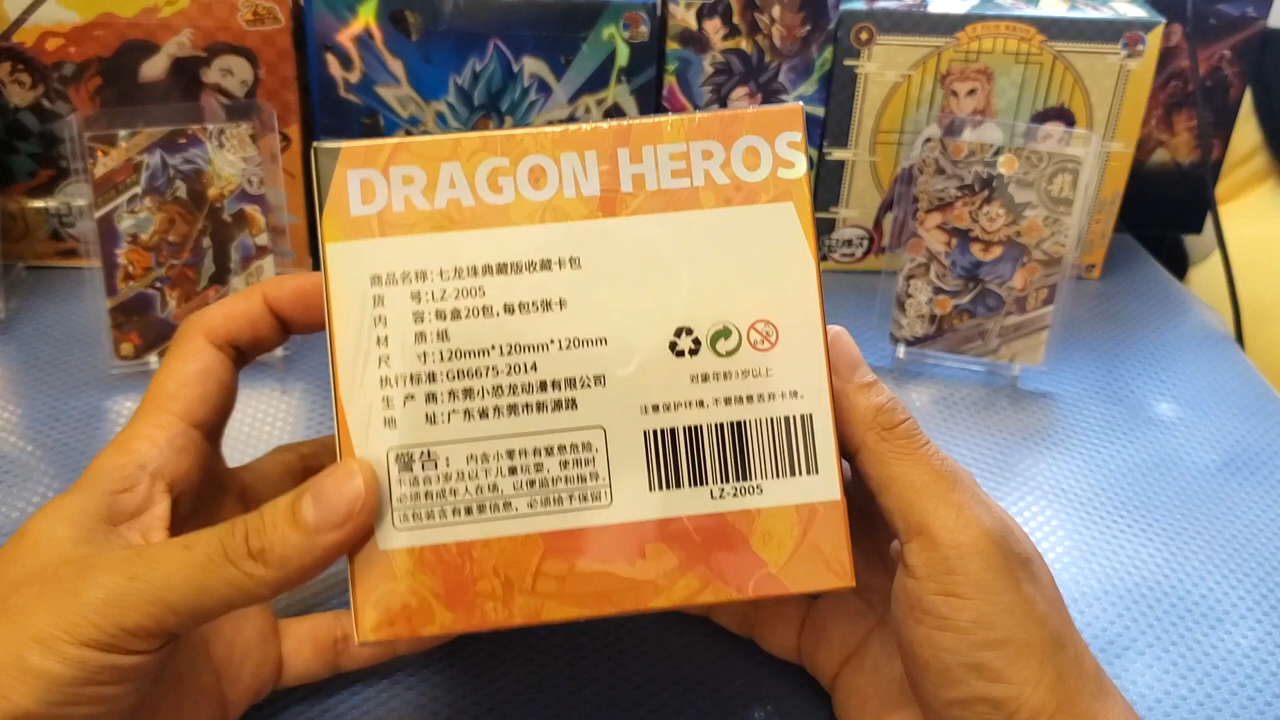 DRAGON HEROS
商品名称:七龙珠典藏版收藏卡包
货 号:LZ-2005
内 容:每盒20包,每包5张卡
材 质:纸
尺 寸:120mm*120mm*120mm
执行标准:GB6675-2014
生 产 商:东莞小恐龙动漫有限公司
地 址:广东省东莞市新源路
警告: 内含小零件有窒息危险,
不适合3岁及以下儿童玩耍, 使用时
必须有成年人在场, 以便监护和指导。
该包装含有重要信息, 必须给予保留!
0-3
对象年龄3岁以上
注意保护环境,不要随意丢弃卡牌。
LZ-2005
SP